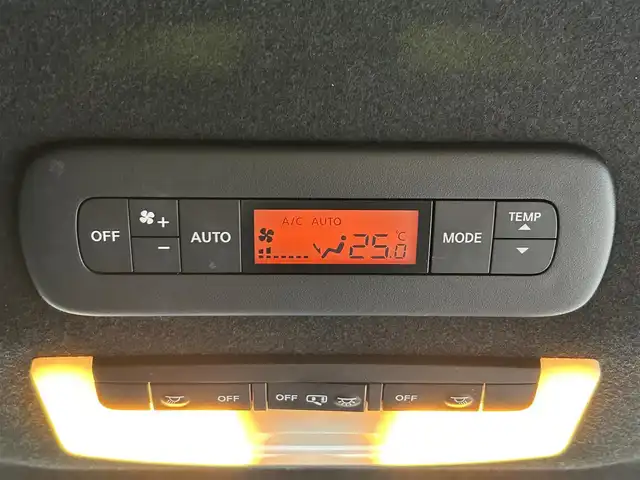 OFF
+
−
AUTO
A/C AUTO
25.0 °C
MODE
TEMP
OFF
OFF
OFF